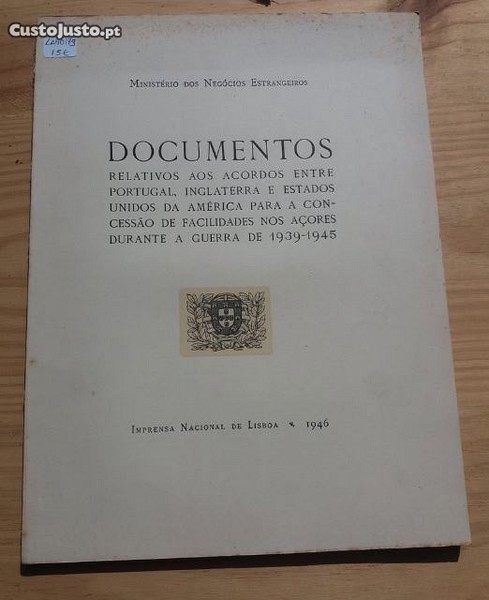 CustoJusto.pt
15€
MINISTÉRIO DOS NEGÓCIOS ESTRANGEIROS
DOCUMENTOS
RELATIVOS AOS ACORDOS ENTRE
PORTUGAL, INGLATERRA E ESTADOS
UNIDOS DA AMÉRICA PARA A CON-
CESSÃO DE FACILIDADES NOS AÇORES
DURANTE A GUERRA DE 1939-1945
IMPRENSA NACIONAL DE LISBOA * 1946